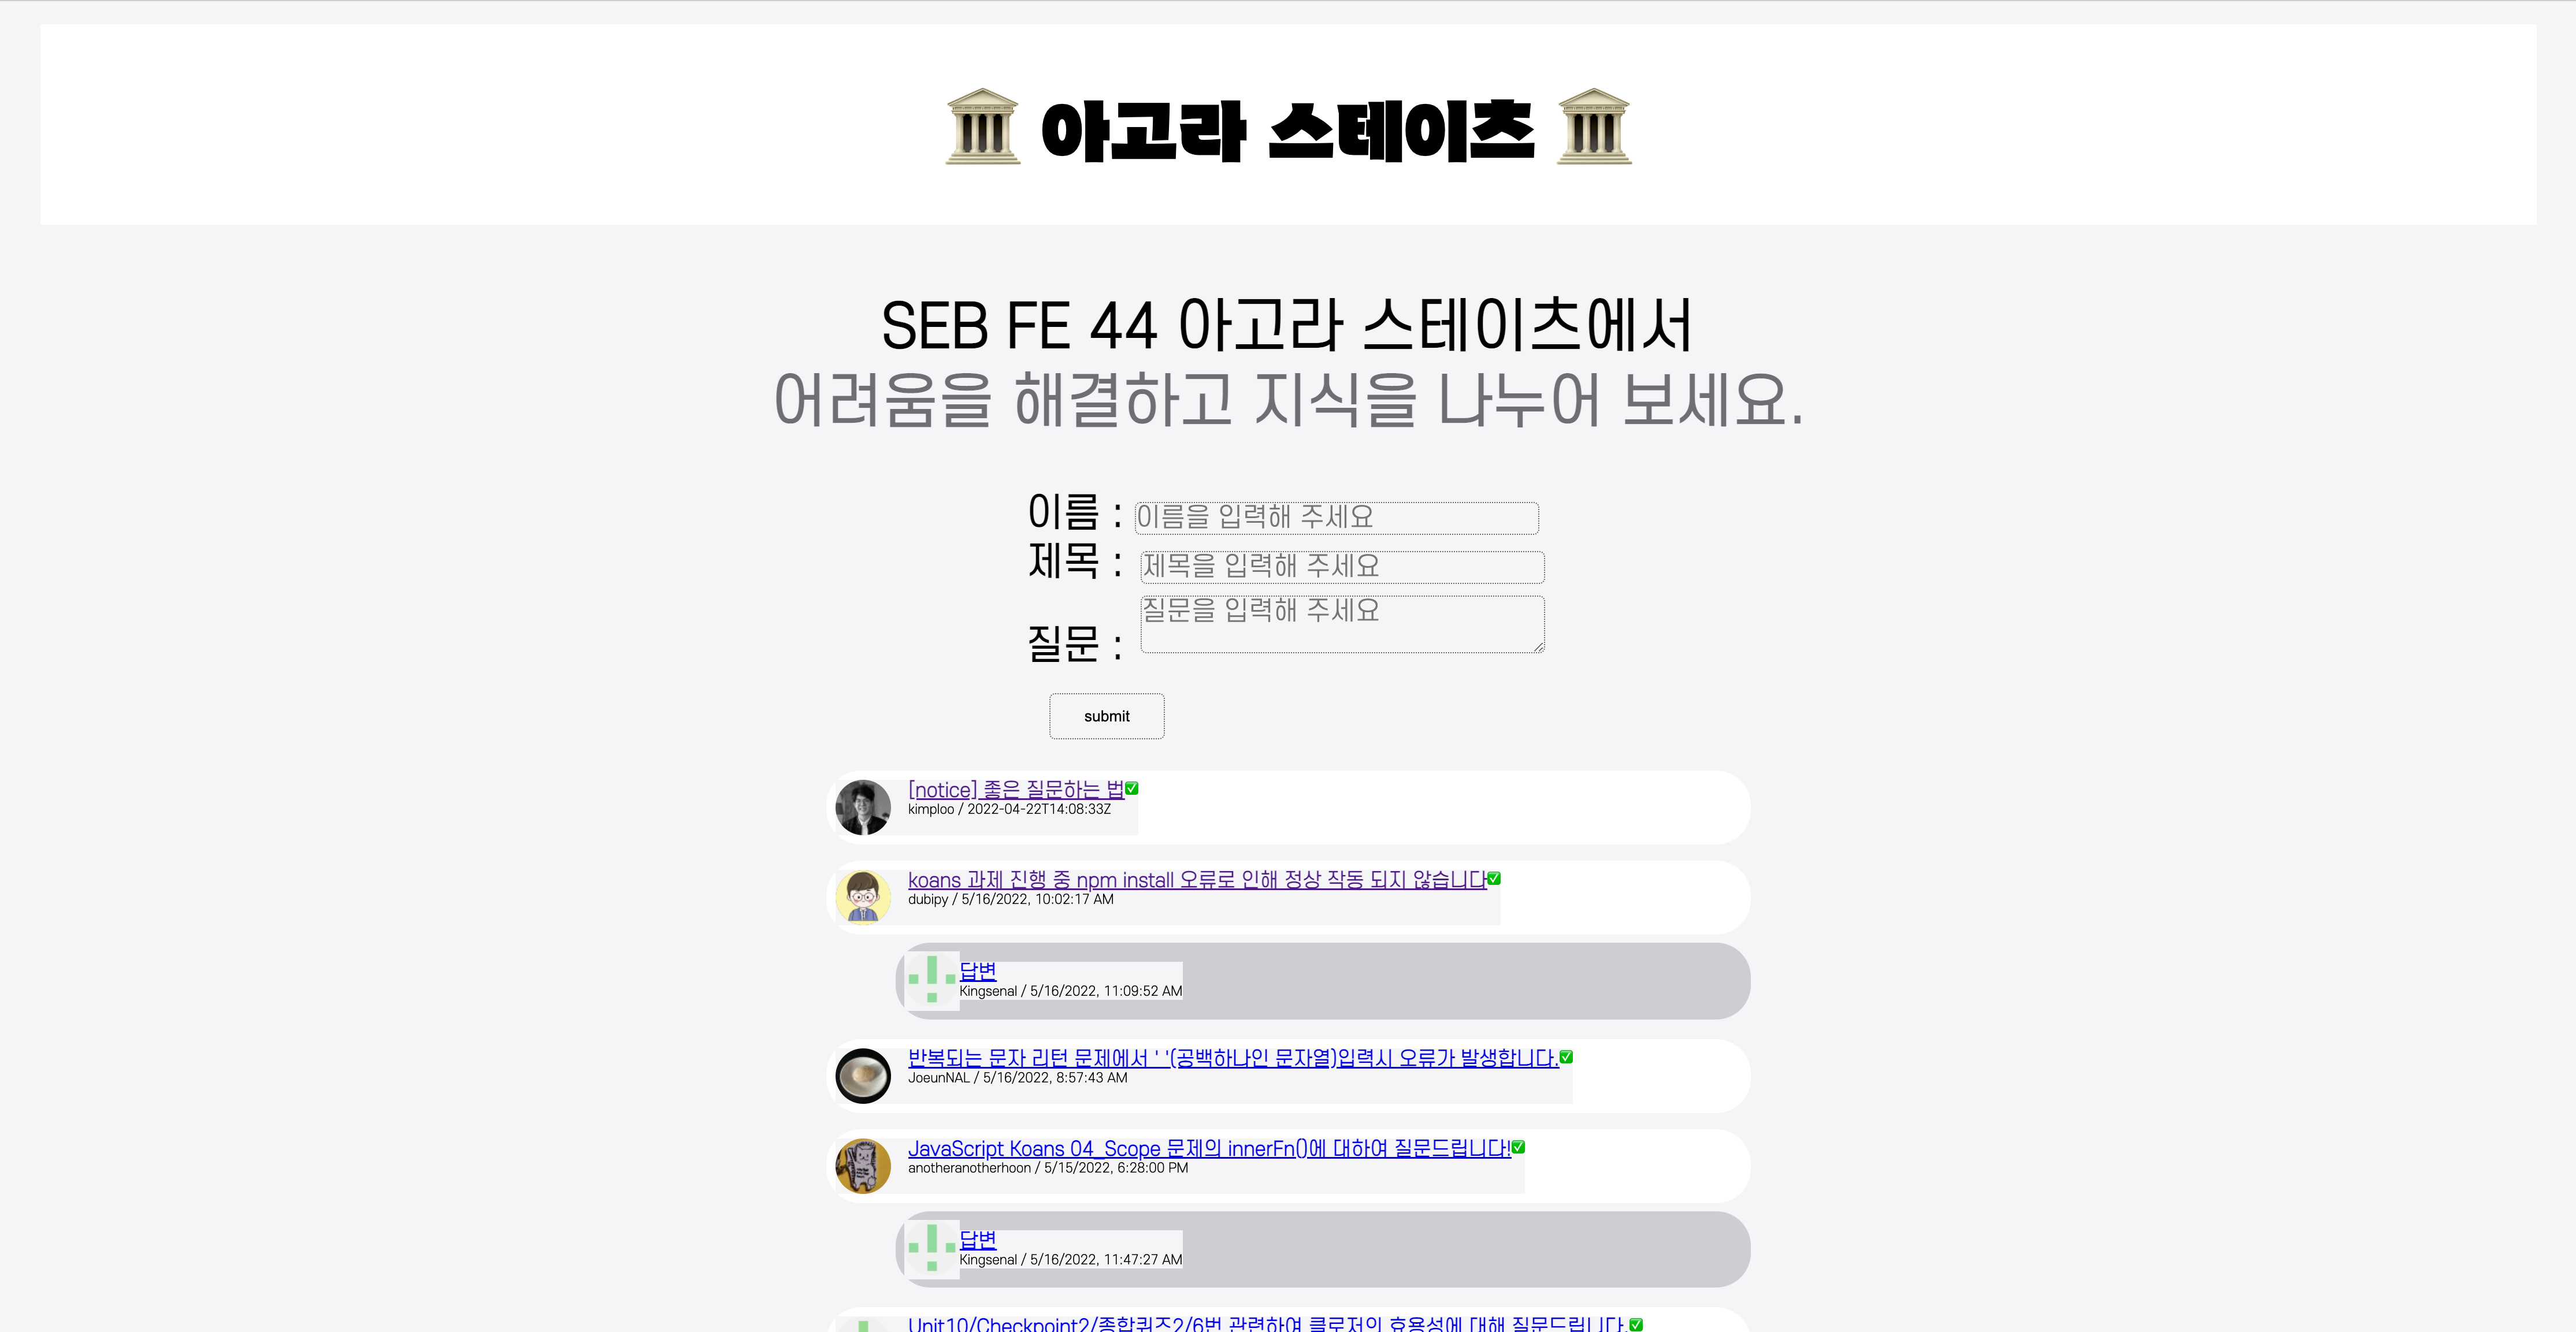 🏛 아고라 스테이츠 🏛
SEB FE 44 아고라 스테이츠에서
어려움을 해결하고 지식을 나누어 보세요.
이름 : 이름을 입력해 주세요
제목 : 제목을 입력해 주세요
질문 : 질문을 입력해 주세요
submit
[notice] 좋은 질문하는 법✅
kimploo / 2022-04-22T14:08:33Z
koans 과제 진행 중 npm install 오류로 인해 정상 작동 되지 않습니다✅
dubipy / 5/16/2022, 10:02:17 AM
답변
Kingsenal / 5/16/2022, 11:09:52 AM
반복되는 문자 리턴 문제에서 ' '(공백하나인 문자열)입력시 오류가 발생합니다.✅
JoeunNAL / 5/16/2022, 8:57:43 AM
JavaScript Koans 04_Scope 문제의 innerFn()에 대하여 질문드립니다!✅
anotheranotherhoon / 5/15/2022, 6:28:00 PM
답변
Kingsenal / 5/16/2022, 11:47:27 AM
Unit10/Checkpoint2/종합퀴즈2/6번 관련하여 클로저의 효용성에 대해 질문드립니다.✅